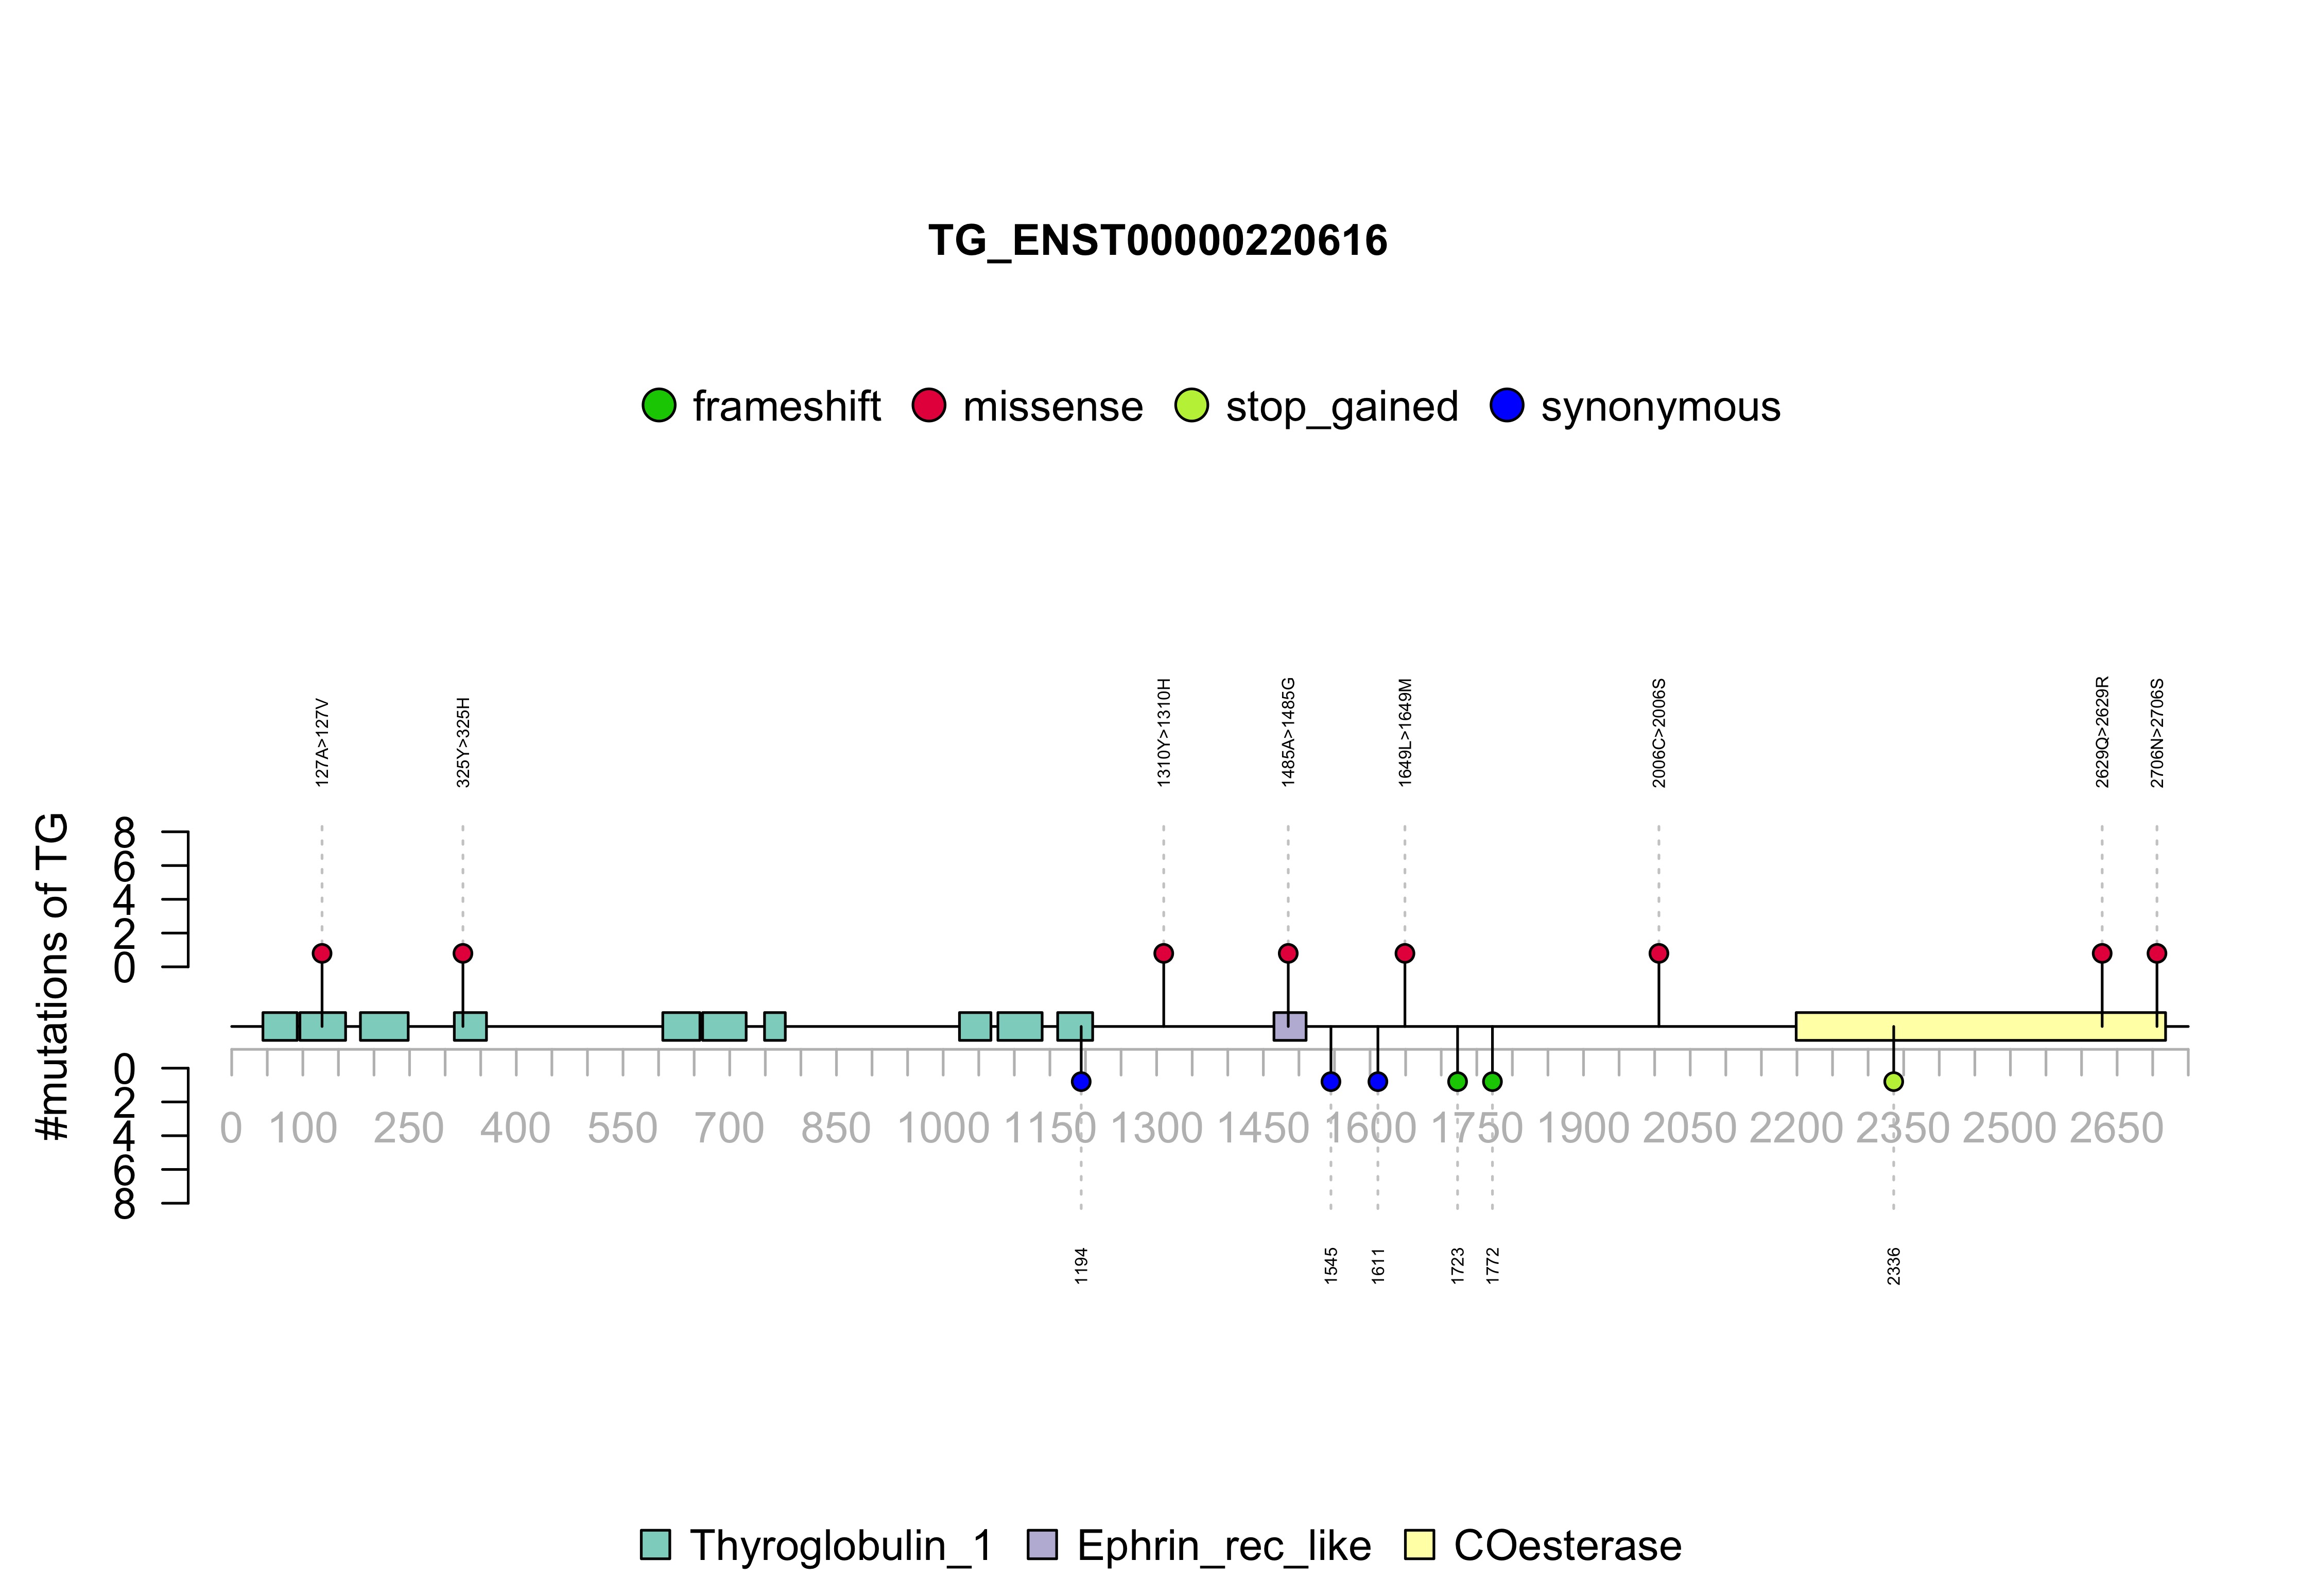 TG_ENST00000220616
frameshift missense stop_gained synonymous
127A>127V 325Y>325H 1310Y>1310H 1485A>1485G 1649L>1649M 2006C>2006S 2629Q>2629R 2706N>2706S
#mutations of TG
8
6
4
2
0
0
2
4
6
8
0 100 250 400 550 700 850 1000 1150 1300 1450 1600 1750 1900 2050 2200 2350 2500 2650
1194 1545 1611 1723 1772 2336
Thyroglobulin_1 Ephrin_rec_like COesterase